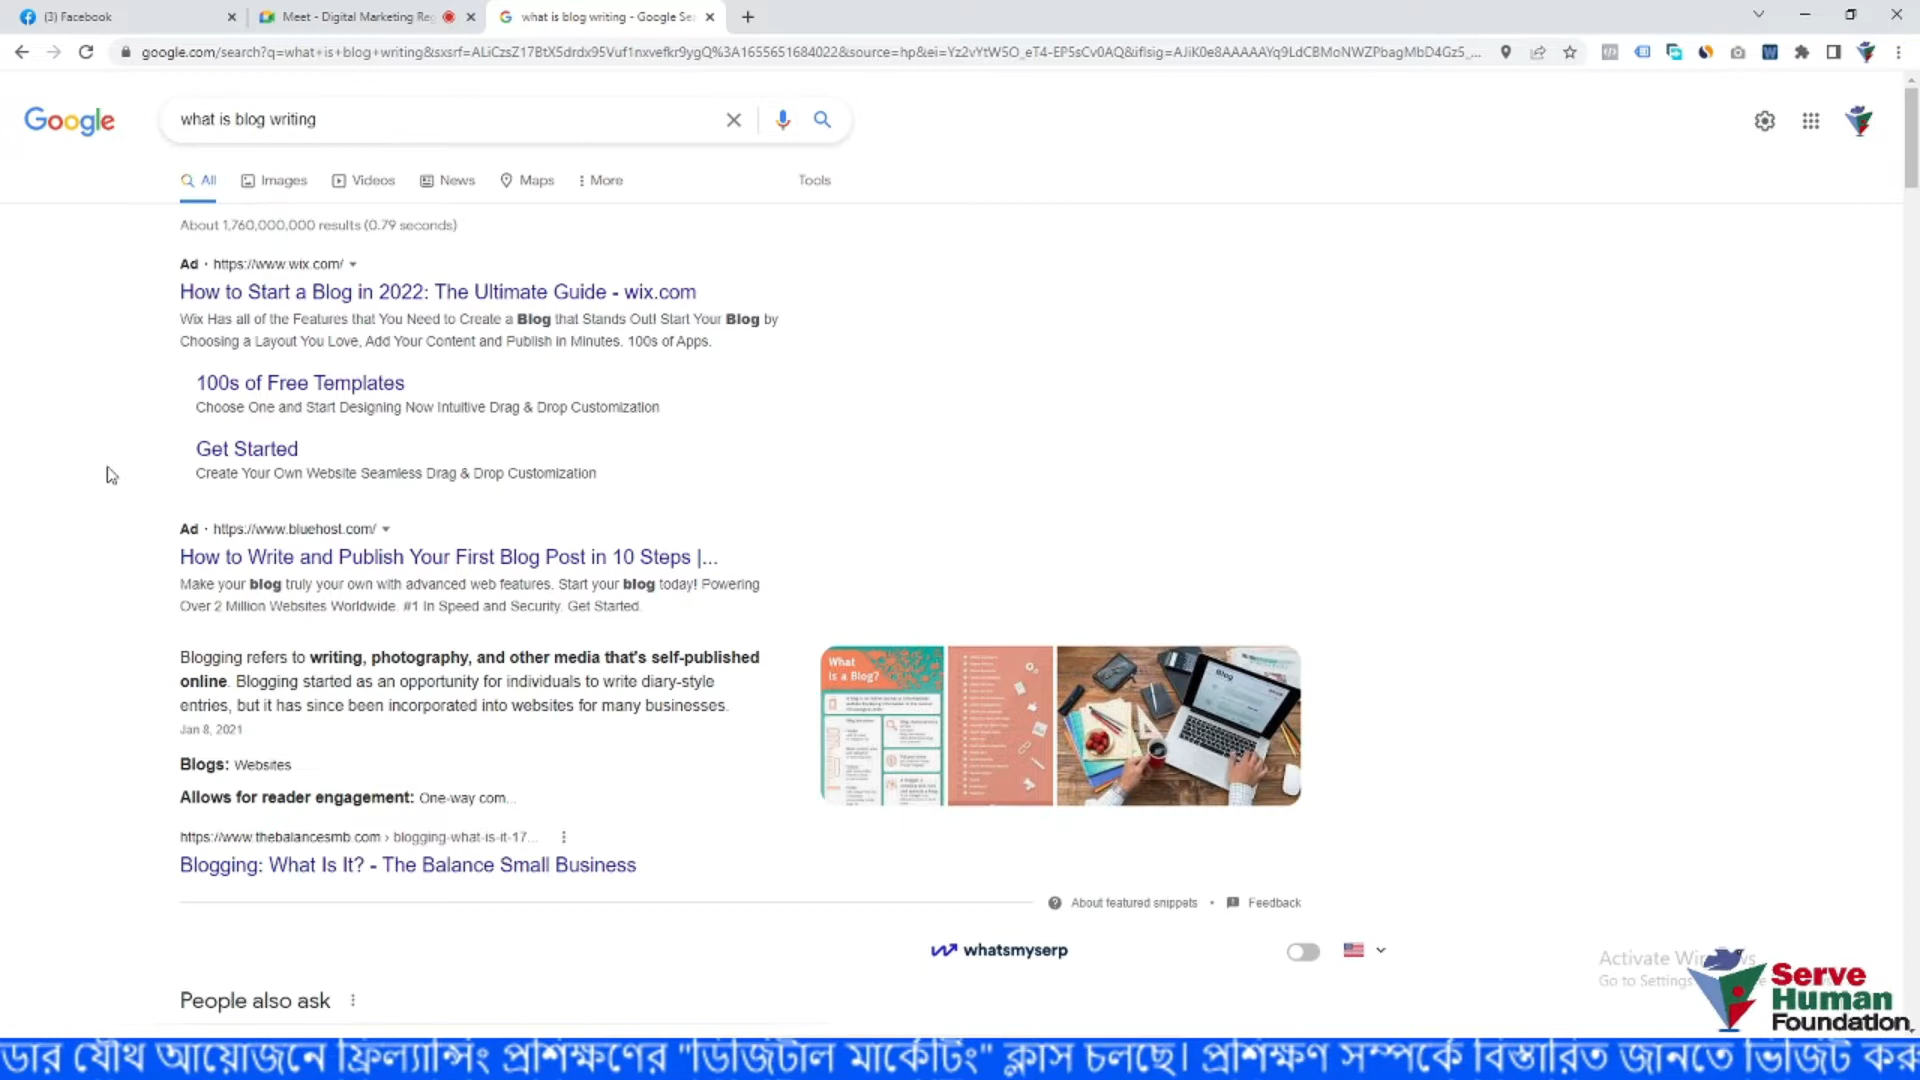 (3) Facebook
Meet - Digital Marketing Re
what is blog writing - Google Se
google.com/search?q=what+is+blog+writing&sxsrf=ALiCzsZ17BtX5drdx95Vuf1nxvefkr9ygQ%3A1655651684022&source=hp&ei=Yz2vYtW5O_eT4-EP5sCv0AQ&iflsig=AJiK0e8AAAAAYq9LdCBMoNWZPbagMbD4Gz5_...
Google
what is blog writing
All
Images
Videos
News
Maps
More
Tools
About 1,760,000,000 results (0.79 seconds)
Ad · https://www.wix.com/
How to Start a Blog in 2022: The Ultimate Guide - wix.com
Wix Has all of the Features that You Need to Create a Blog that Stands Out! Start Your Blog by
Choosing a Layout You Love, Add Your Content and Publish in Minutes. 100s of Apps.
100s of Free Templates
Choose One and Start Designing Now Intuitive Drag & Drop Customization
Get Started
Create Your Own Website Seamless Drag & Drop Customization
Ad · https://www.bluehost.com/
How to Write and Publish Your First Blog Post in 10 Steps |...
Make your blog truly your own with advanced web features. Start your blog today! Powering
Over 2 Million Websites Worldwide. #1 In Speed and Security. Get Started.
Blogging refers to writing, photography, and other media that's self-published
online. Blogging started as an opportunity for individuals to write diary-style
entries, but it has since been incorporated into websites for many businesses.
Jan 8, 2021
What
is a Blog?
Blog
Blogs: Websites
Allows for reader engagement: One-way com...
https://www.thebalancesmb.com › blogging-what-is-it-17...
Blogging: What Is It? - The Balance Small Business
About featured snippets • Feedback
whatsmyserp
People also ask
Activate Windows
Go to Settings
Serve
Human
Foundation
ডার যৌথ আয়োজনে ফ্রিল্যান্সিং প্রশিক্ষণের "ডিজিটাল মার্কেটিং" ক্লাস চলছে। প্রশিক্ষণ সম্পর্কে বিস্তারিত জানতে ভিজিট করু